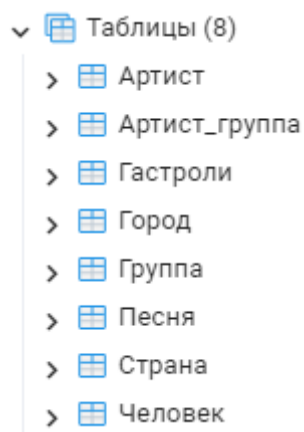 Таблицы (8)
Артист
Артист_группа
Гастроли
Город
Группа
Песня
Страна
Человек